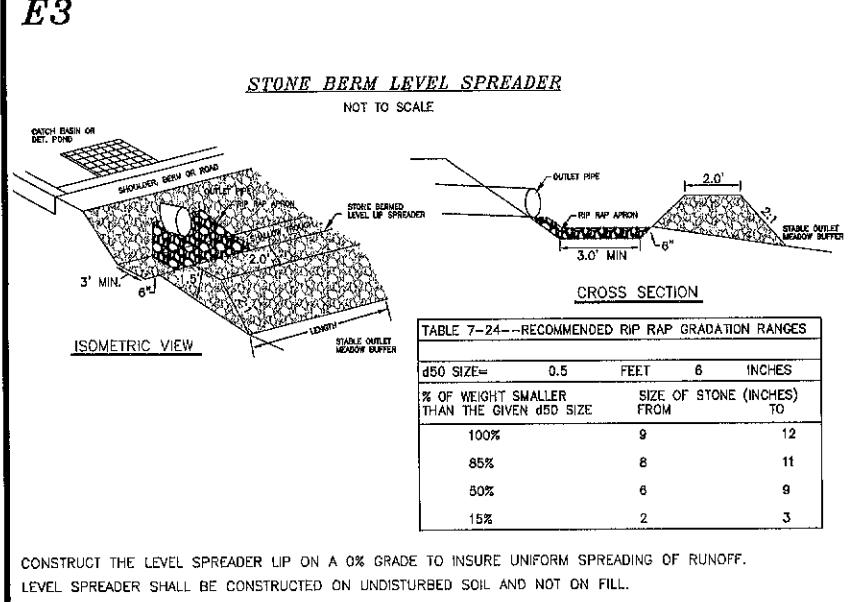 E3
STONE BERM LEVEL SPREADER
NOT TO SCALE
CATCH BASIN OR
DET. POND
SHOULDER, BERM OR ROAD
OUTLET PIPE
RIP RAP APRON
STONE BERMED
LEVEL LIP SPREADER
2.0'
3' MIN.
6"
1.5'
LENGTH
STABLE OUTLET
MEADOW BUFFER
ISOMETRIC VIEW
OUTLET PIPE
RIP RAP APRON
3.0' MIN
6"
2.0'
2:1
STABLE OUTLET
MEADOW BUFFER
CROSS SECTION
TABLE 7-24--RECOMMENDED RIP RAP GRADATION RANGES
d50 SIZE= 0.5 FEET 6 INCHES
% OF WEIGHT SMALLER SIZE OF STONE (INCHES)
THAN THE GIVEN d50 SIZE FROM TO
100% 9 12
85% 8 11
50% 6 9
15% 2 3
CONSTRUCT THE LEVEL SPREADER LIP ON A 0% GRADE TO INSURE UNIFORM SPREADING OF RUNOFF.
LEVEL SPREADER SHALL BE CONSTRUCTED ON UNDISTURBED SOIL AND NOT ON FILL.